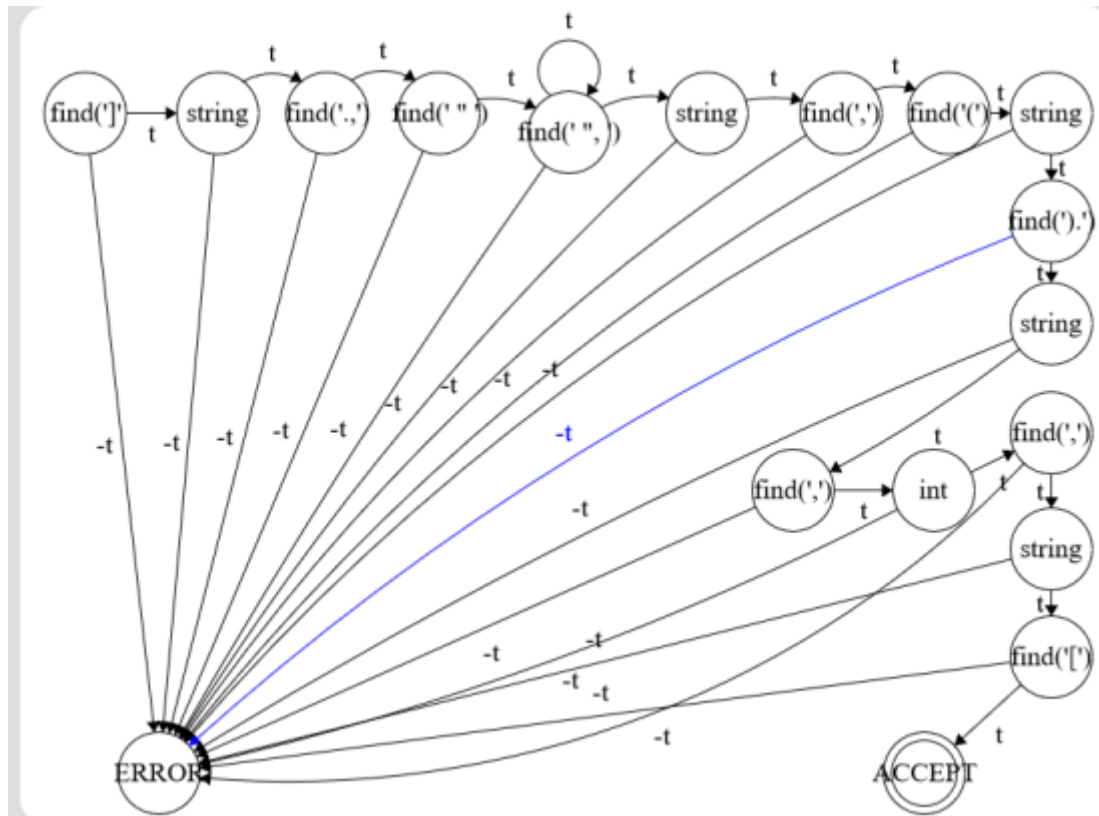 t
t t t t t t t
find(']' string find('.,') find(' " ') find(' ", ') string find(',') find('(') string
t
t
find(').')
t
string
-t -t -t -t
-t
-t -t -t -t -t
find(',')
t
find(',') int
t t
t
-t
string
t
-t -t
find('[')
-t -t
-t t
ERROR ACCEPT